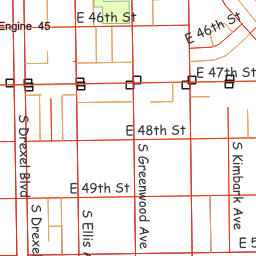 E 46th St
Engine 45
E 46th St
E 47th St
E 48th St
E 49th St
S Drexel Blvd
S Drexel
S Ellis A
S Greenwood Ave
S Kimbark Ave
E 5